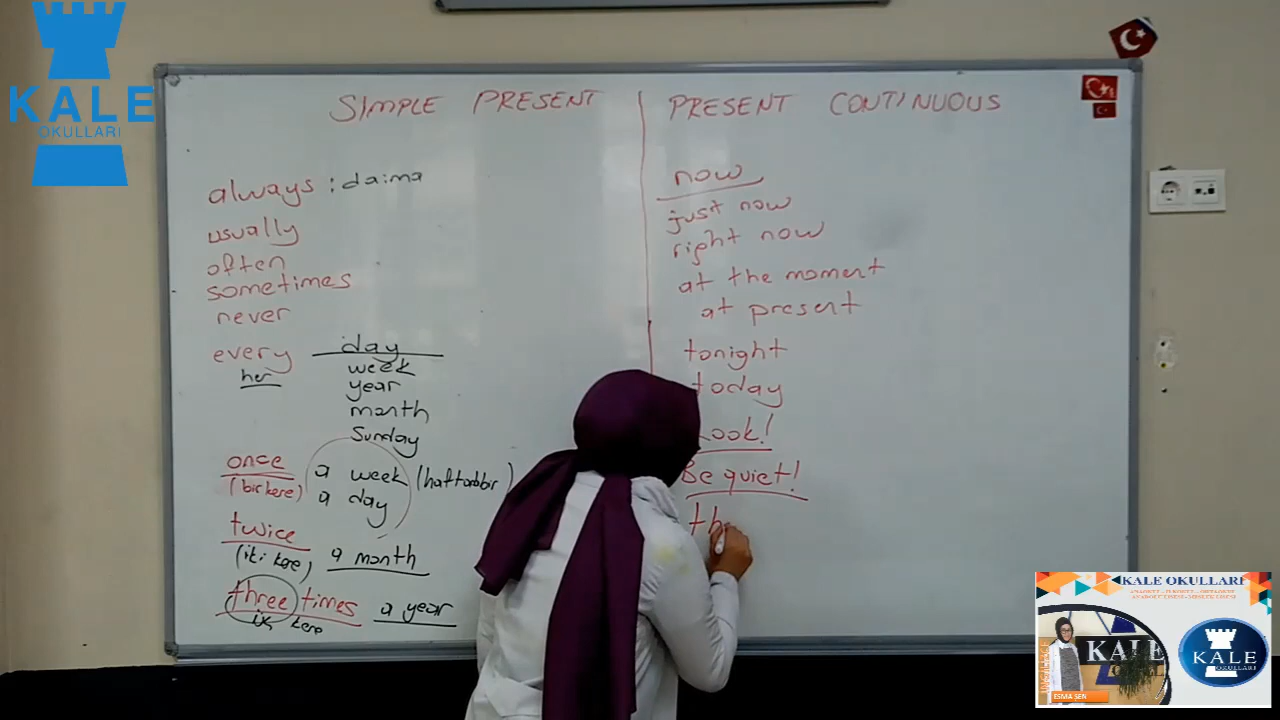 KALE
OKULLARI
SIMPLE PRESENT
always : daima
usually
often
sometimes
never
every day
her
week
year
month
Sunday
once a week (haftada bir)
(bir kere) a day
twice
(iki kere) a month
three times a year
üç kere
PRESENT CONTINUOUS
now
just now
right now
at the moment
at present
tonight
today
Look!
Be quiet!
th
KALE OKULLARI
KALE
ESMA ŞEN
KALE
OKULLARI